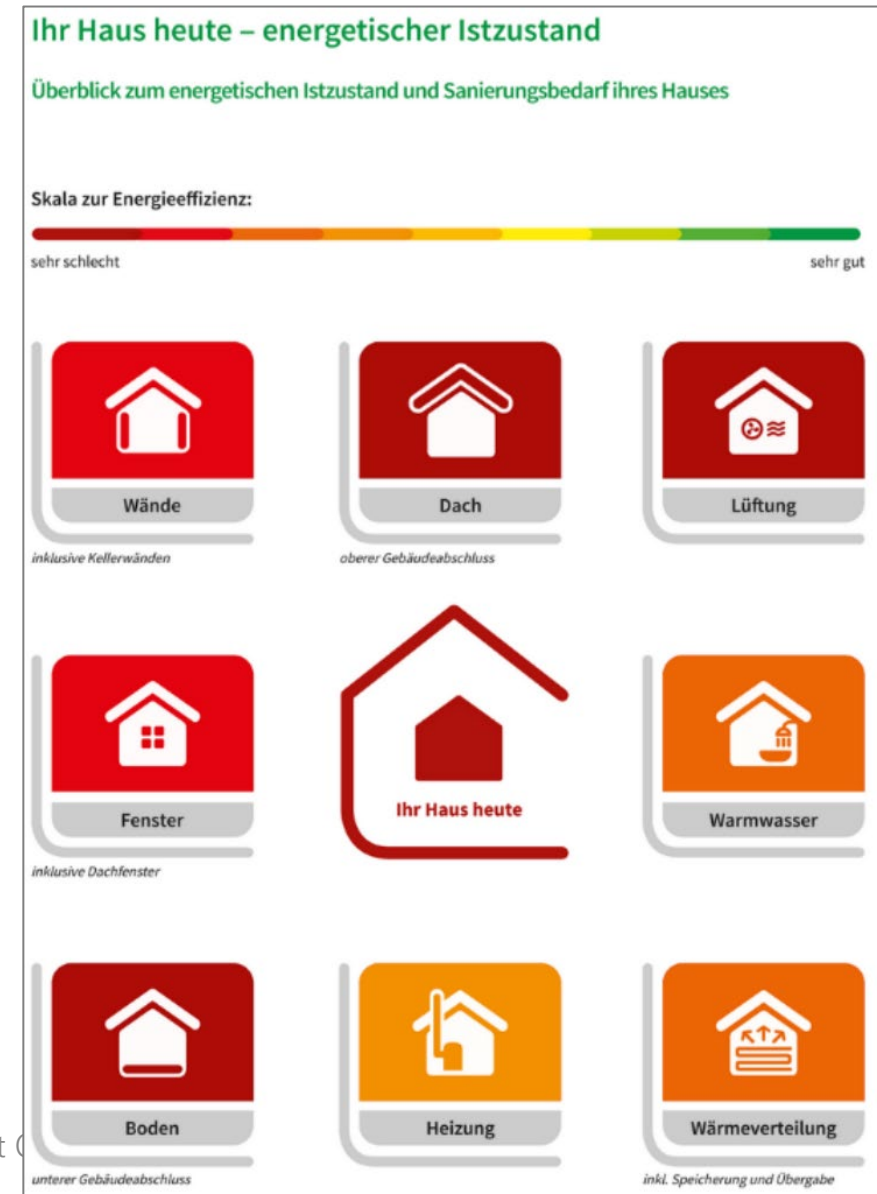 Ihr Haus heute – energetischer Istzustand
Überblick zum energetischen Istzustand und Sanierungsbedarf ihres Hauses
Skala zur Energieeffizienz:
sehr schlecht
sehr gut
Wände
Dach
Lüftung
inklusive Kellerwänden
oberer Gebäudeabschluss
Fenster
Ihr Haus heute
Warmwasser
inklusive Dachfenster
Boden
Heizung
Wärmeverteilung
unterer Gebäudeabschluss
inkl. Speicherung und Übergabe